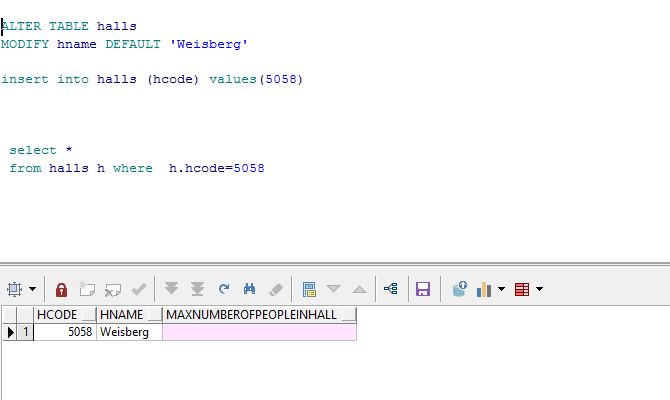 ALTER TABLE halls
MODIFY hname DEFAULT 'Weisberg'
insert into halls (hcode) values(5058)
select *
from halls h where  h.hcode=5058
HCODE HNAME MAXNUMBEROFPEOPLEINHALL
1 5058 Weisberg